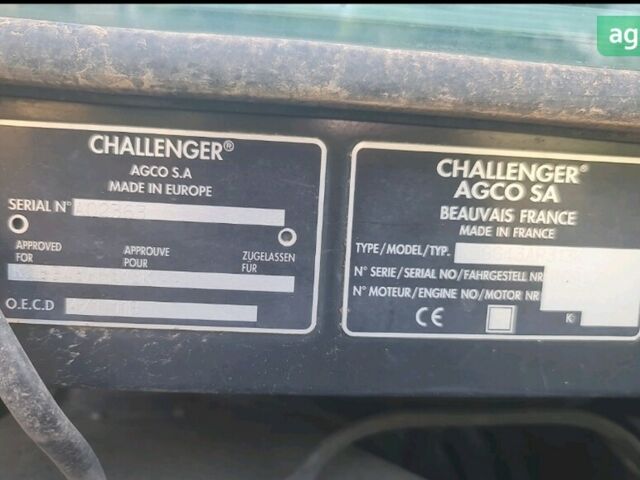 ag
CHALLENGER®
AGCO S.A
MADE IN EUROPE
SERIAL N°
APPROVED FOR
APPROUVE POUR
ZUGELASSEN FÜR
O.E.C.D
CHALLENGER®
AGCO SA
BEAUVAIS FRANCE
MADE IN FRANCE
TYPE/MODEL/TYP.
N° SERIE/SERIAL NO/FAHRGESTELL NR
N° MOTEUR/ENGINE NO/MOTOR NR
CE